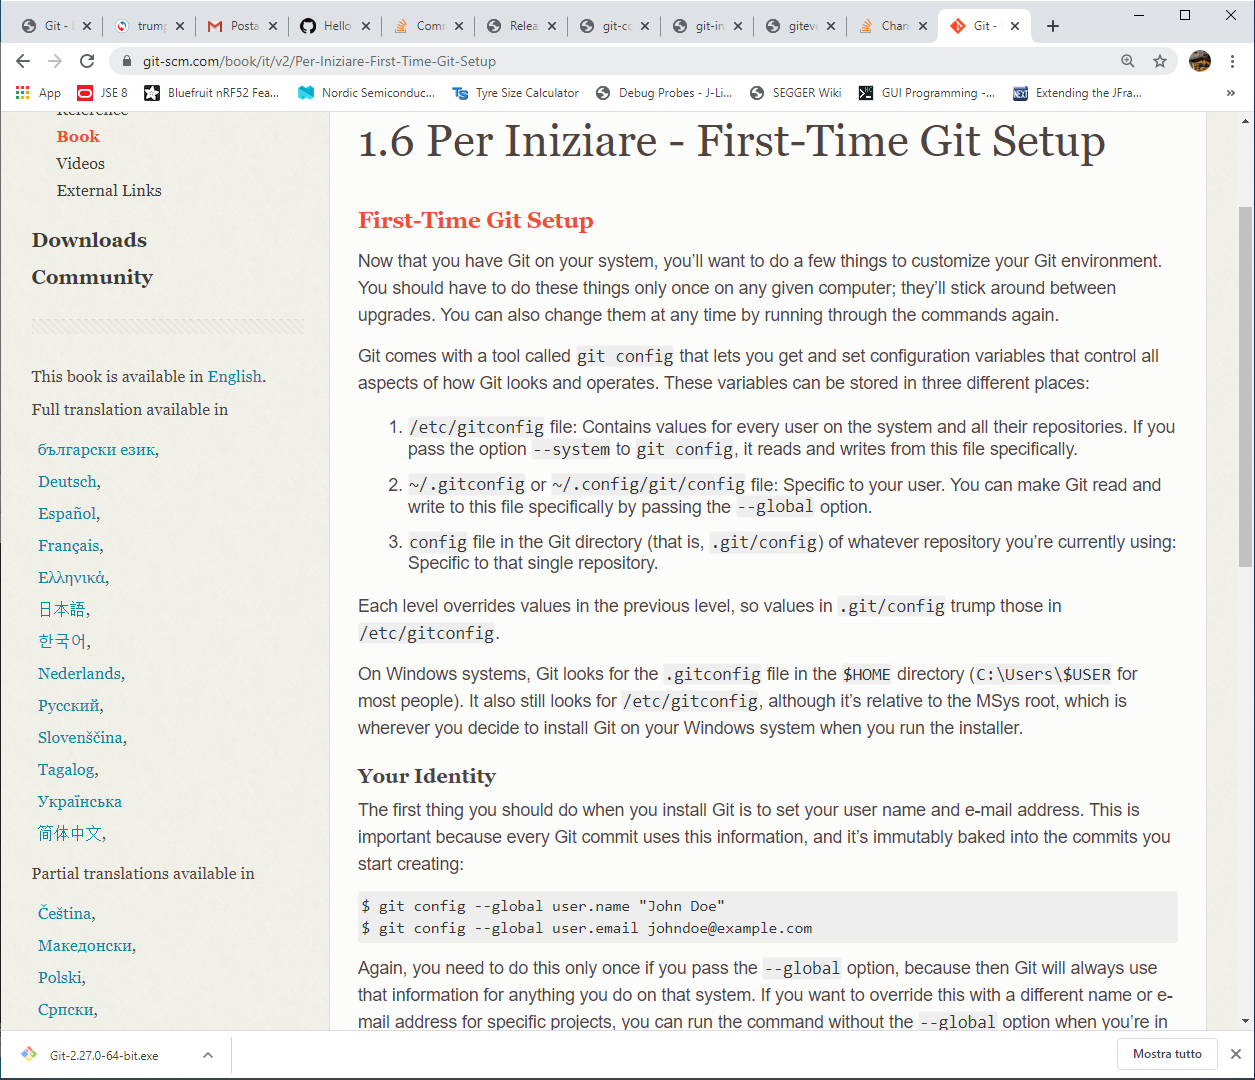 Git -
trump
Posta
Hello
Comm
Relea
git-co
git-in
giteve
Chan
Git -
git-scm.com/book/it/v2/Per-Iniziare-First-Time-Git-Setup
App
JSE 8
Bluefruit nRF52 Fea...
Nordic Semiconduc...
Tyre Size Calculator
Debug Probes - J-Li...
SEGGER Wiki
GUI Programming -...
NEXT
Extending the JFra...
»
Reference
Book
Videos
External Links
Downloads
Community
This book is available in English.
Full translation available in
български език,
Deutsch,
Español,
Français,
Ελληνικά,
日本語,
한국어,
Nederlands,
Русский,
Slovenščina,
Tagalog,
Українська
简体中文,
Partial translations available in
Čeština,
Македонски,
Polski,
Српски,
1.6 Per Iniziare - First-Time Git Setup
First-Time Git Setup
Now that you have Git on your system, you’ll want to do a few things to customize your Git environment.
You should have to do these things only once on any given computer; they’ll stick around between
upgrades. You can also change them at any time by running through the commands again.
Git comes with a tool called git config that lets you get and set configuration variables that control all
aspects of how Git looks and operates. These variables can be stored in three different places:
1. /etc/gitconfig file: Contains values for every user on the system and all their repositories. If you
pass the option --system to git config, it reads and writes from this file specifically.
2. ~/.gitconfig or ~/.config/git/config file: Specific to your user. You can make Git read and
write to this file specifically by passing the --global option.
3. config file in the Git directory (that is, .git/config) of whatever repository you’re currently using:
Specific to that single repository.
Each level overrides values in the previous level, so values in .git/config trump those in
/etc/gitconfig.
On Windows systems, Git looks for the .gitconfig file in the $HOME directory (C:\Users\$USER for
most people). It also still looks for /etc/gitconfig, although it’s relative to the MSys root, which is
wherever you decide to install Git on your Windows system when you run the installer.
Your Identity
The first thing you should do when you install Git is to set your user name and e-mail address. This is
important because every Git commit uses this information, and it’s immutably baked into the commits you
start creating:
$ git config --global user.name "John Doe"
$ git config --global user.email johndoe@example.com
Again, you need to do this only once if you pass the --global option, because then Git will always use
that information for anything you do on that system. If you want to override this with a different name or e-
mail address for specific projects, you can run the command without the --global option when you’re in
Git-2.27.0-64-bit.exe
Mostra tutto